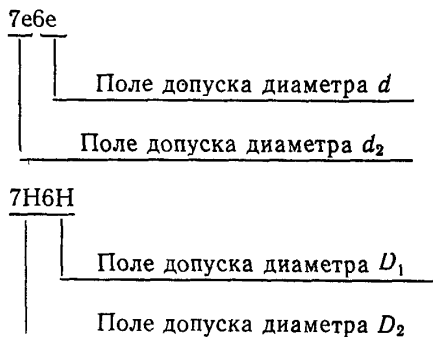 7e6e
Поле допуска диаметра d
Поле допуска диаметра d₂
7H6H
Поле допуска диаметра D₁
Поле допуска диаметра D₂